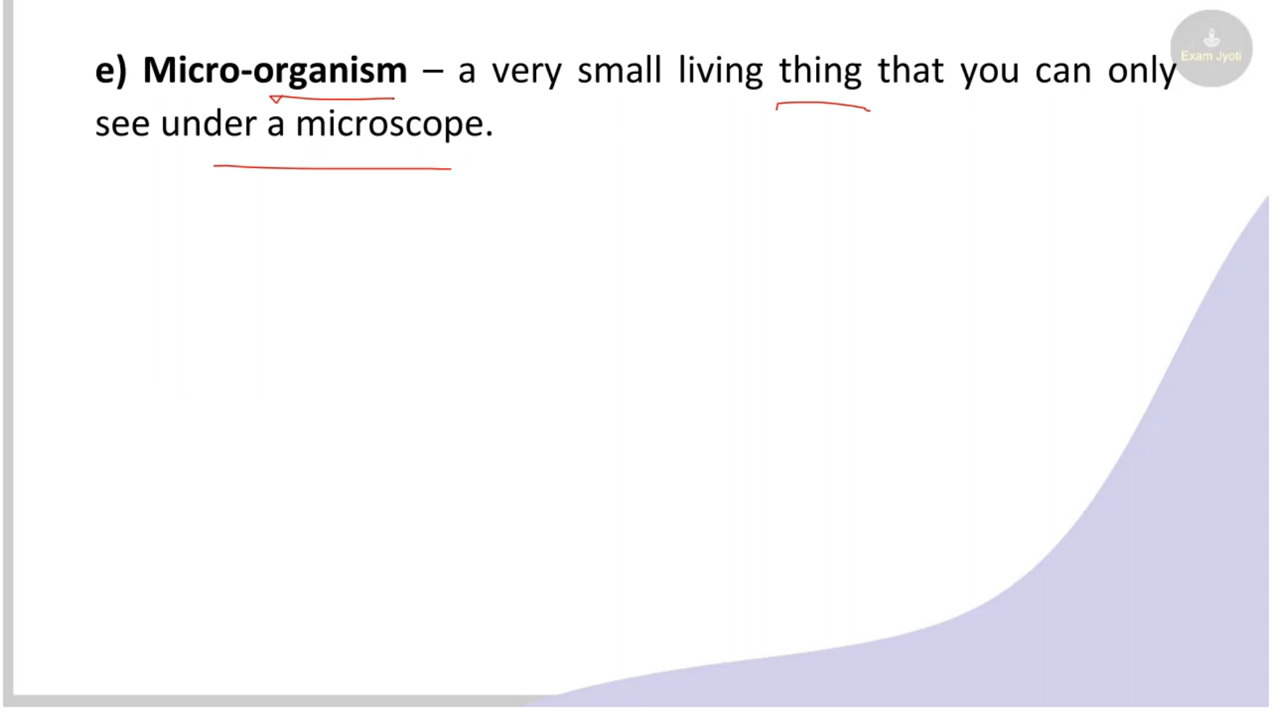 e) Micro-organism – a very small living thing that you can only
see under a microscope.
Exam Jyoti